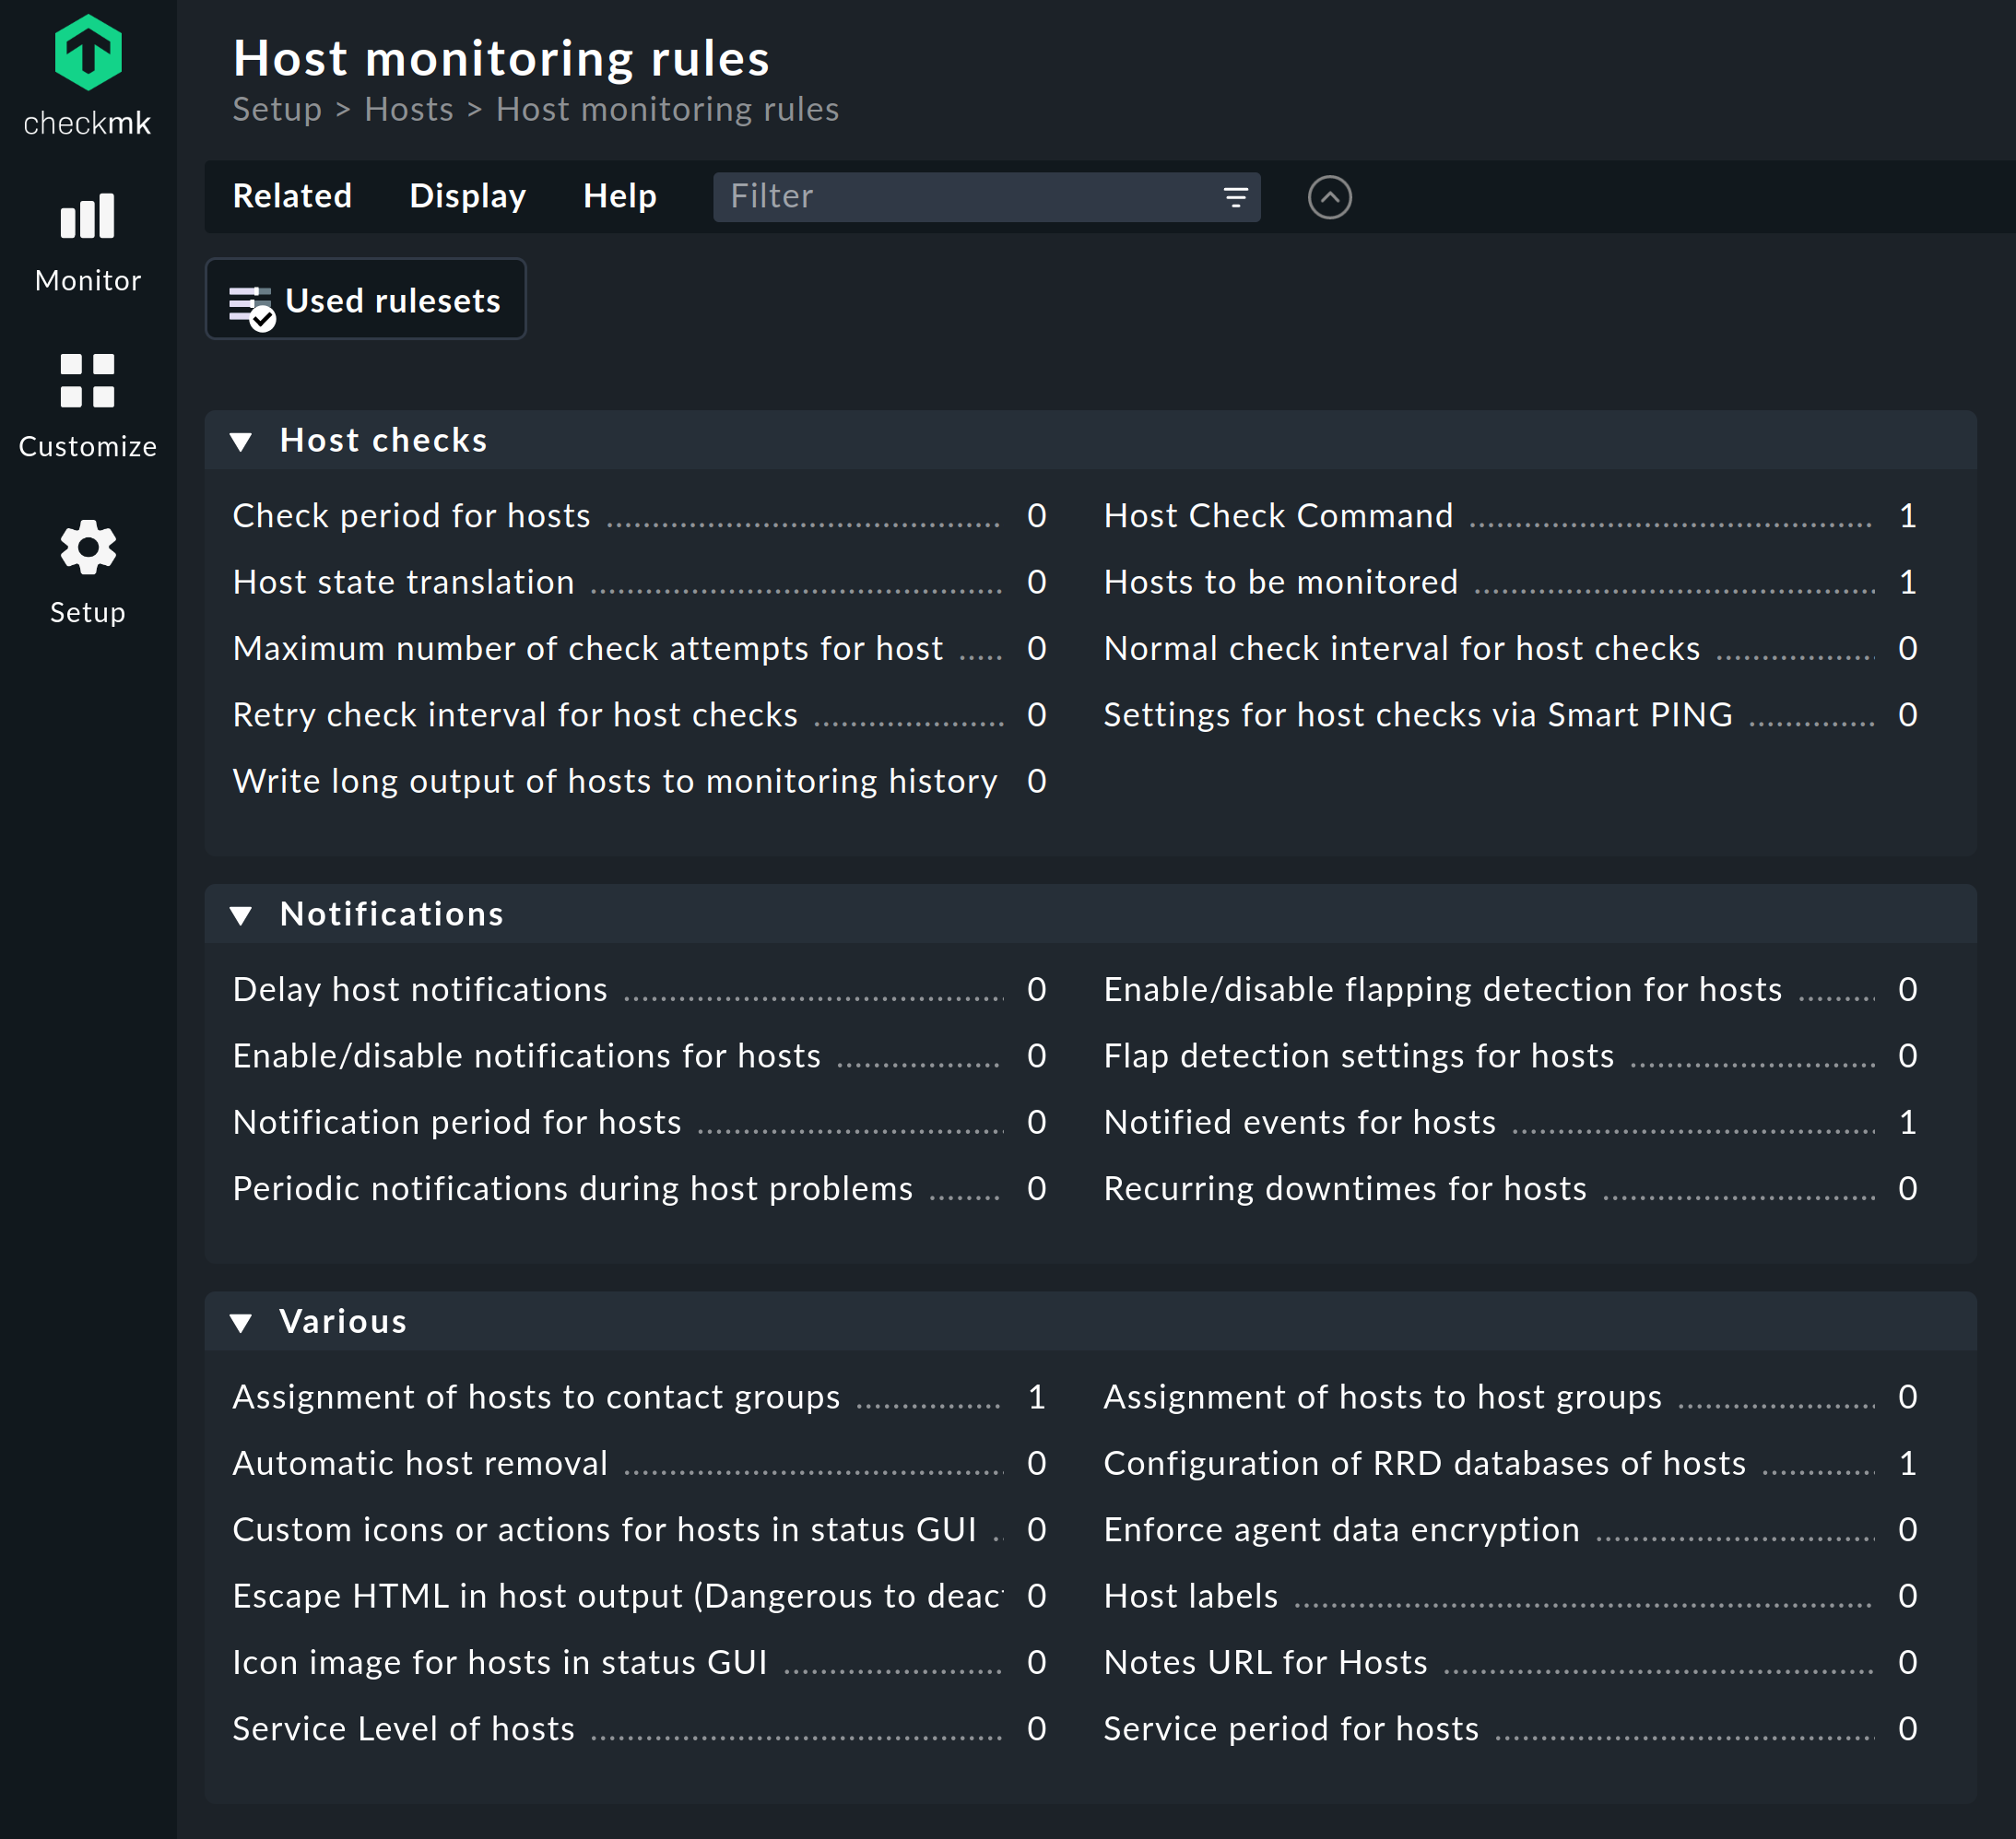 checkmk
Monitor
Customize
Setup
Host monitoring rules
Setup > Hosts > Host monitoring rules
Related Display Help Filter
Used rulesets
Host checks
Check period for hosts 0 Host Check Command 1
Host state translation 0 Hosts to be monitored 1
Maximum number of check attempts for host 0 Normal check interval for host checks 0
Retry check interval for host checks 0 Settings for host checks via Smart PING 0
Write long output of hosts to monitoring history 0
Notifications
Delay host notifications 0 Enable/disable flapping detection for hosts 0
Enable/disable notifications for hosts 0 Flap detection settings for hosts 0
Notification period for hosts 0 Notified events for hosts 1
Periodic notifications during host problems 0 Recurring downtimes for hosts 0
Various
Assignment of hosts to contact groups 1 Assignment of hosts to host groups 0
Automatic host removal 0 Configuration of RRD databases of hosts 1
Custom icons or actions for hosts in status GUI 0 Enforce agent data encryption 0
Escape HTML in host output (Dangerous to deac 0 Host labels 0
Icon image for hosts in status GUI 0 Notes URL for Hosts 0
Service Level of hosts 0 Service period for hosts 0